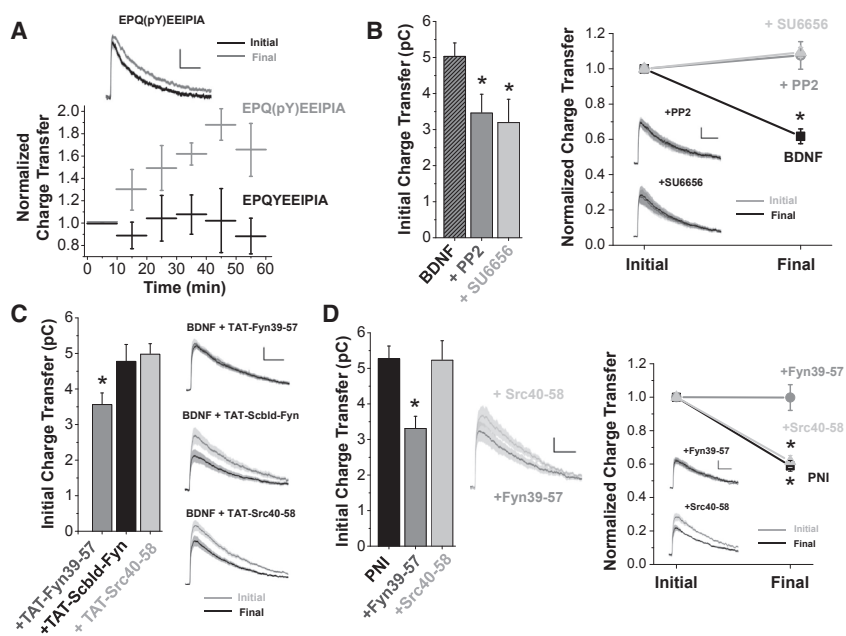 A
EPQ(pY)EEIPIA
Initial
Final
Normalized
Charge Transfer
2.0
1.8
1.6
1.4
1.2
1.0
0.8
EPQ(pY)EEIPIA
EPQYEEIPIA
0 10 20 30 40 50 60
Time (min)
B
Initial Charge Transfer (pC)
6
5
4
3
2
1
0
* *
BDNF
+ PP2
+ SU6656
Normalized Charge Transfer
1.2
1.0
0.8
0.6
0.4
0.2
0.0
+ SU6656
+ PP2
*
BDNF
+PP2
+SU6656
Initial
Final
Initial Final
C
Initial Charge Transfer (pC)
6
5
4
3
2
1
0
*
+TAT-Fyn39-57
+TAT-Scbld-Fyn
+ TAT-Src40-58
BDNF + TAT-Fyn39-57
BDNF + TAT-Scbld-Fyn
BDNF + TAT-Src40-58
Initial
Final
D
Initial Charge Transfer (pC)
6
5
4
3
2
1
0
*
PNI
+Fyn39-57
+Src40-58
+ Src40-58
+Fyn39-57
Normalized Charge Transfer
1.2
1.0
0.8
0.6
0.4
0.2
0.0
+Fyn39-57
+Src40-58
*
PNI
*
+Fyn39-57
+Src40-58
Initial
Final
Initial Final